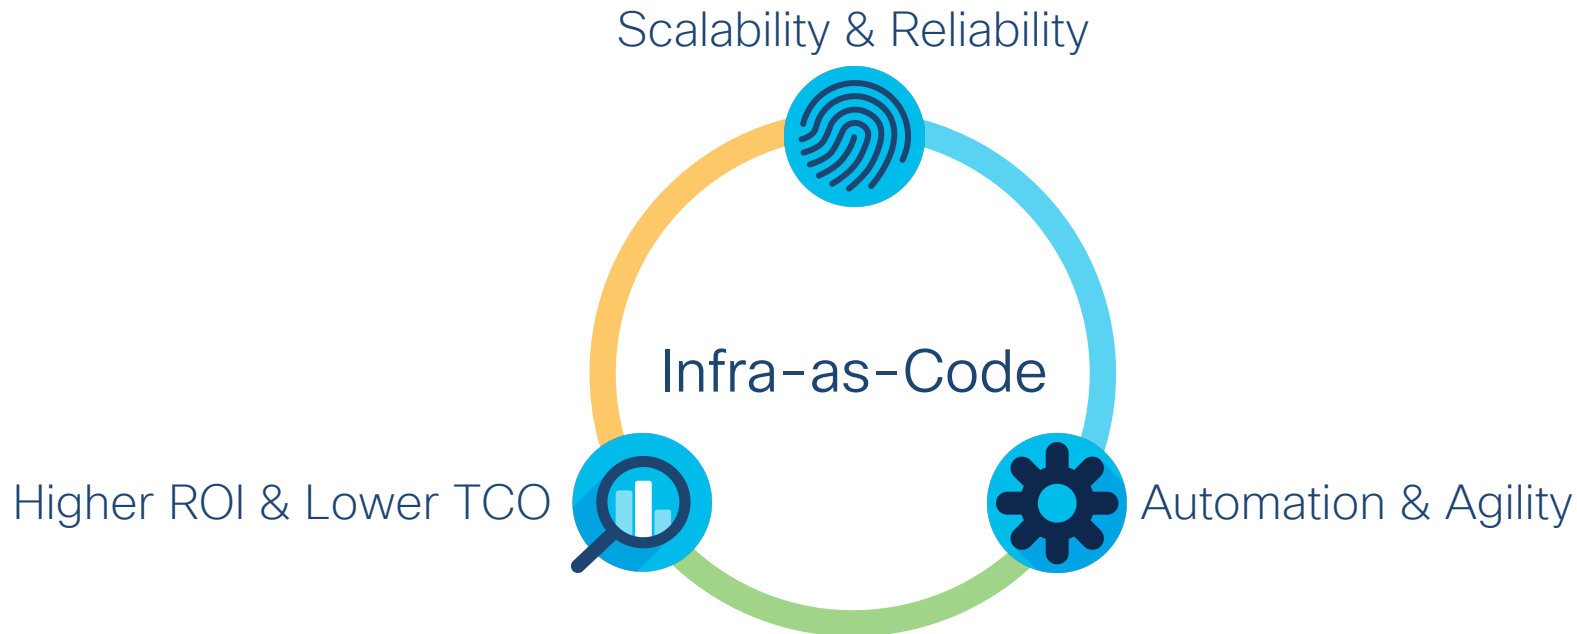 Scalability & Reliability
Infra-as-Code
Higher ROI & Lower TCO
Automation & Agility